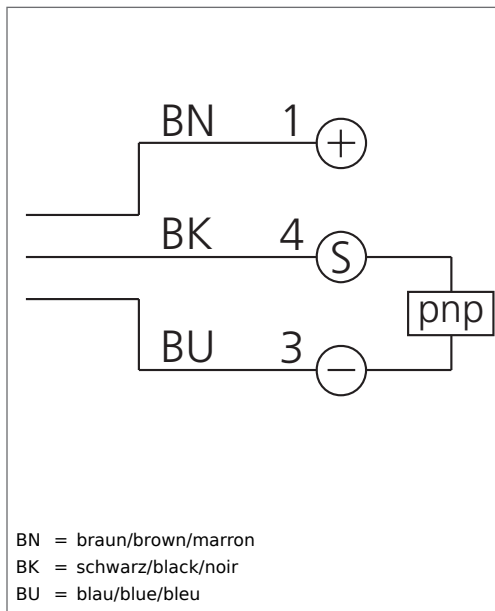 BN 1 +
BK 4 S
pnp
BU 3 −
BN = braun/brown/marron
BK = schwarz/black/noir
BU = blau/blue/bleu